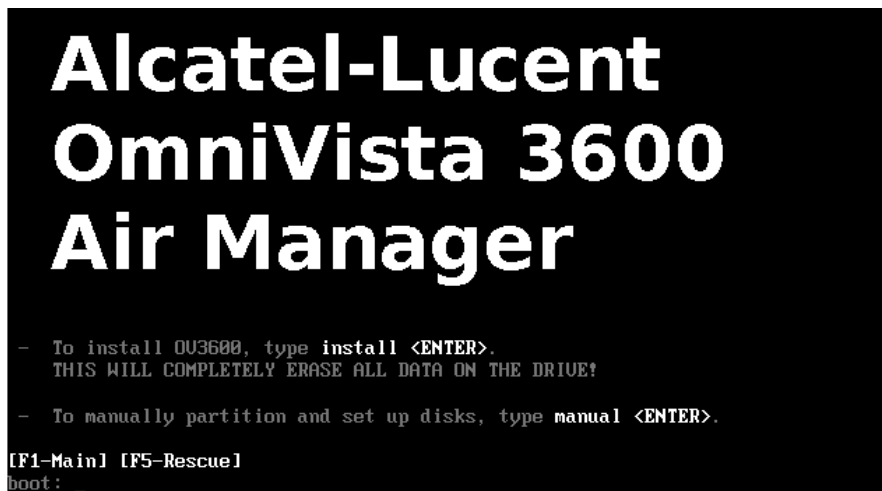 Alcatel-Lucent
OmniVista 3600
Air Manager
- To install OV3600, type install <ENTER>.
THIS WILL COMPLETELY ERASE ALL DATA ON THE DRIVE!
- To manually partition and set up disks, type manual <ENTER>.
[F1-Main] [F5-Rescue]
boot: